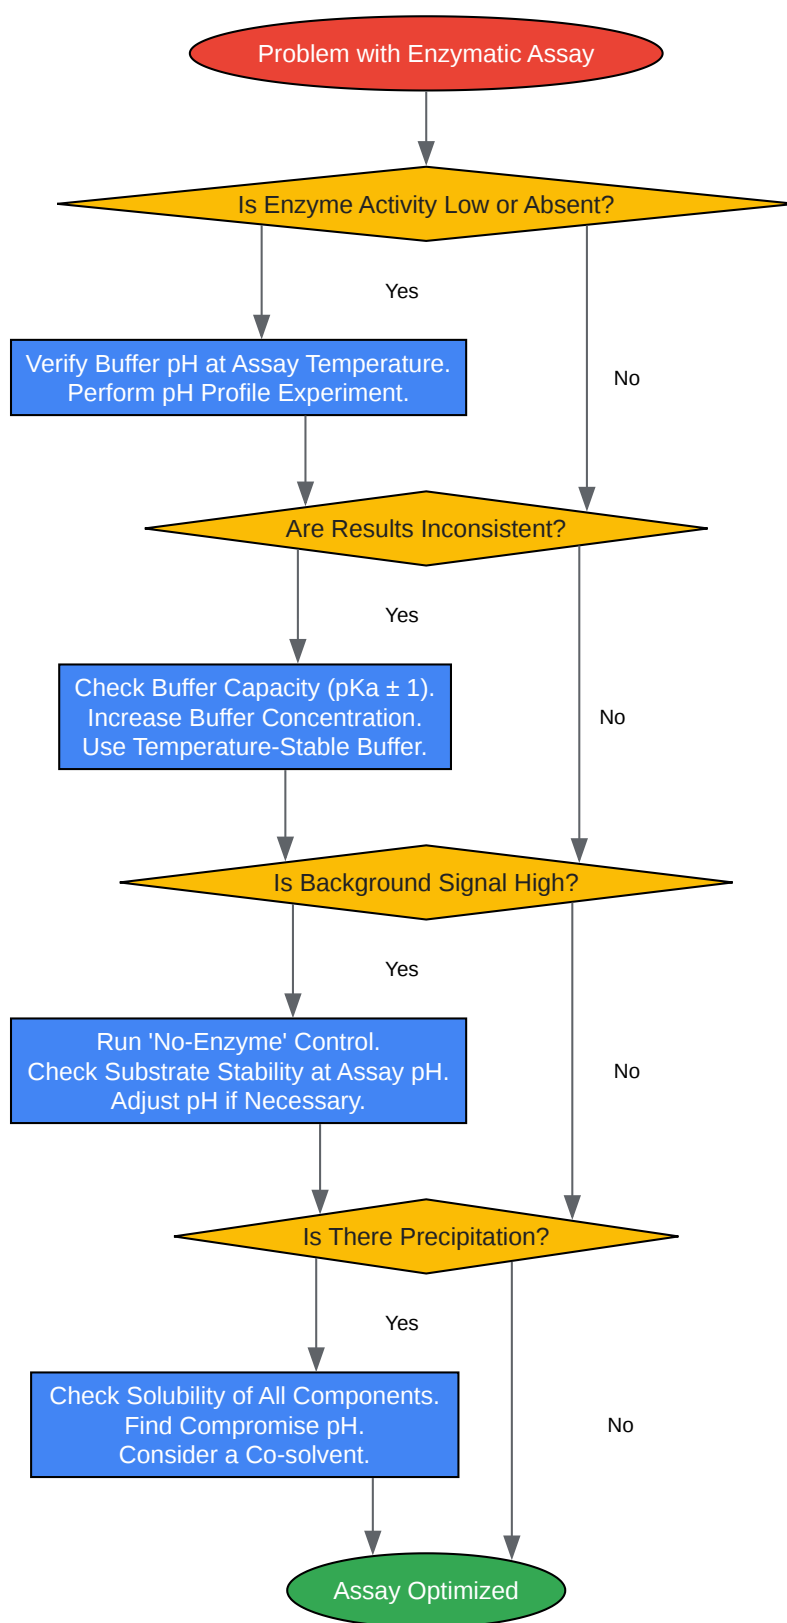 Problem with Enzymatic Assay
Is Enzyme Activity Low or Absent?
Yes
Verify Buffer pH at Assay Temperature.
Perform pH Profile Experiment.
No
Are Results Inconsistent?
Yes
Check Buffer Capacity (pKa ± 1).
Increase Buffer Concentration.
Use Temperature-Stable Buffer.
No
Is Background Signal High?
Yes
Run 'No-Enzyme' Control.
Check Substrate Stability at Assay pH.
Adjust pH if Necessary.
No
Is There Precipitation?
Yes
Check Solubility of All Components.
Find Compromise pH.
Consider a Co-solvent.
No
Assay Optimized